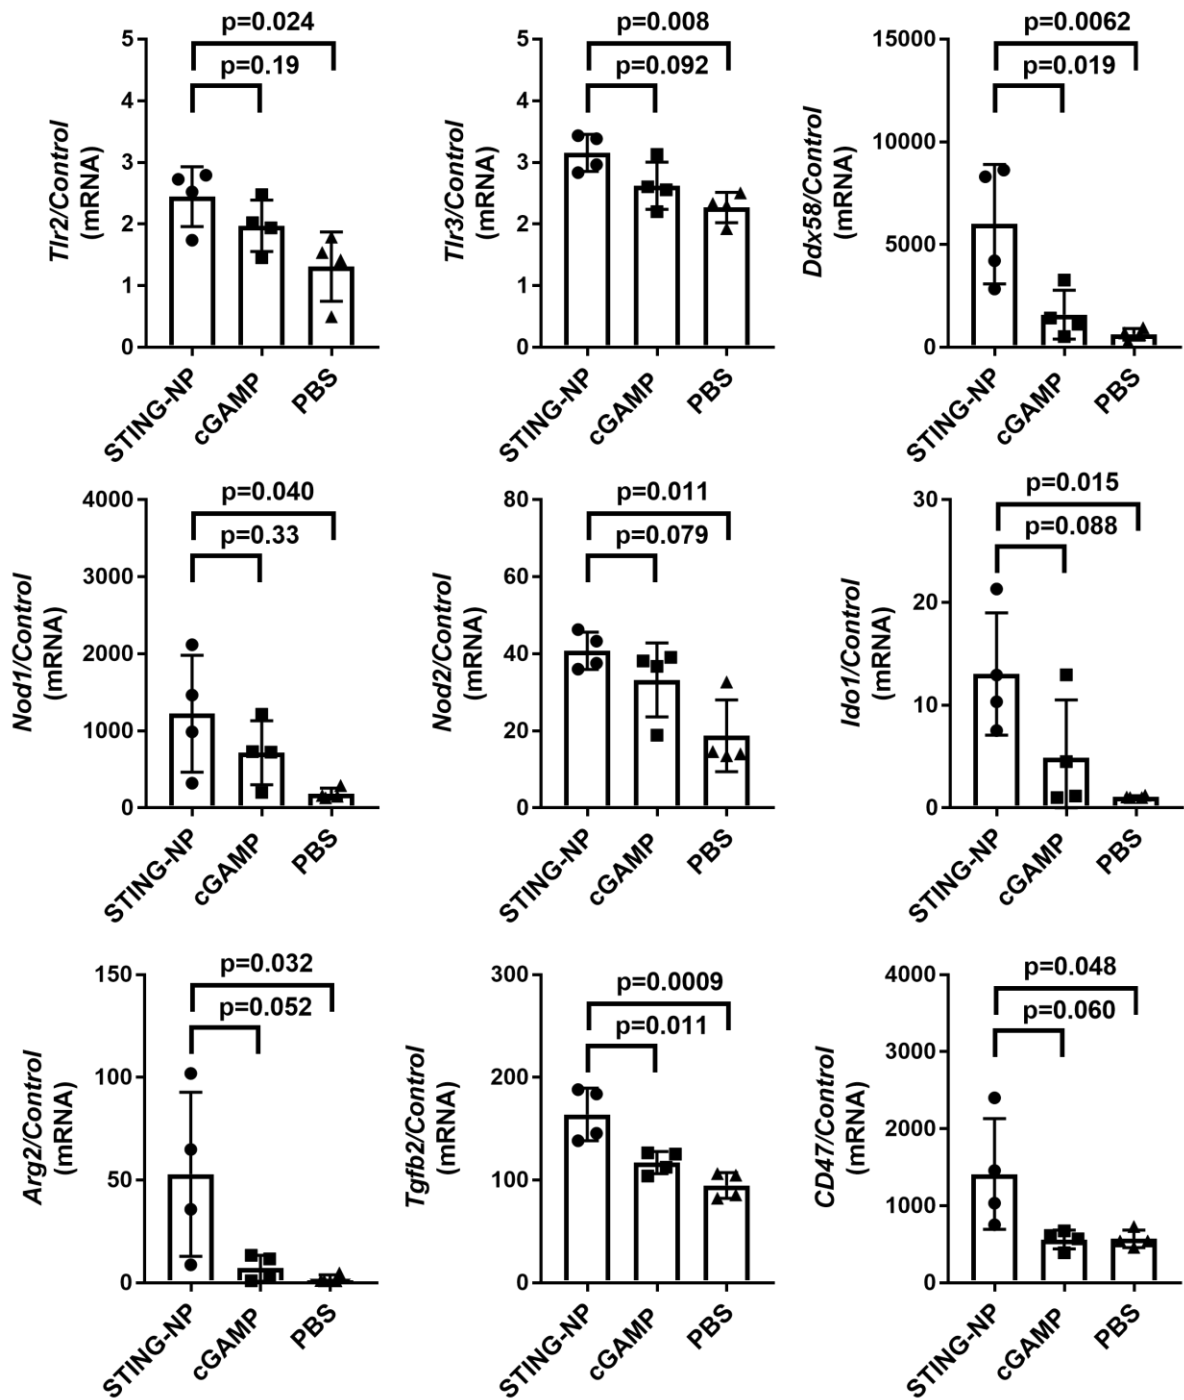 p=0.024
p=0.19
Tlr2/Control
(mRNA)
5
4
3
2
1
0
STING-NP
cGAMP
PBS
p=0.008
p=0.092
Tlr3/Control
(mRNA)
5
4
3
2
1
0
STING-NP
cGAMP
PBS
p=0.0062
p=0.019
Ddx58/Control
(mRNA)
15000
10000
5000
0
STING-NP
cGAMP
PBS
p=0.040
p=0.33
Nod1/Control
(mRNA)
4000
3000
2000
1000
0
STING-NP
cGAMP
PBS
p=0.011
p=0.079
Nod2/Control
(mRNA)
80
60
40
20
0
STING-NP
cGAMP
PBS
p=0.015
p=0.088
Ido1/Control
(mRNA)
30
20
10
0
STING-NP
cGAMP
PBS
p=0.032
p=0.052
Arg2/Control
(mRNA)
150
100
50
0
STING-NP
cGAMP
PBS
p=0.0009
p=0.011
Tgfb2/Control
(mRNA)
300
200
100
0
STING-NP
cGAMP
PBS
p=0.048
p=0.060
CD47/Control
(mRNA)
4000
3000
2000
1000
0
STING-NP
cGAMP
PBS